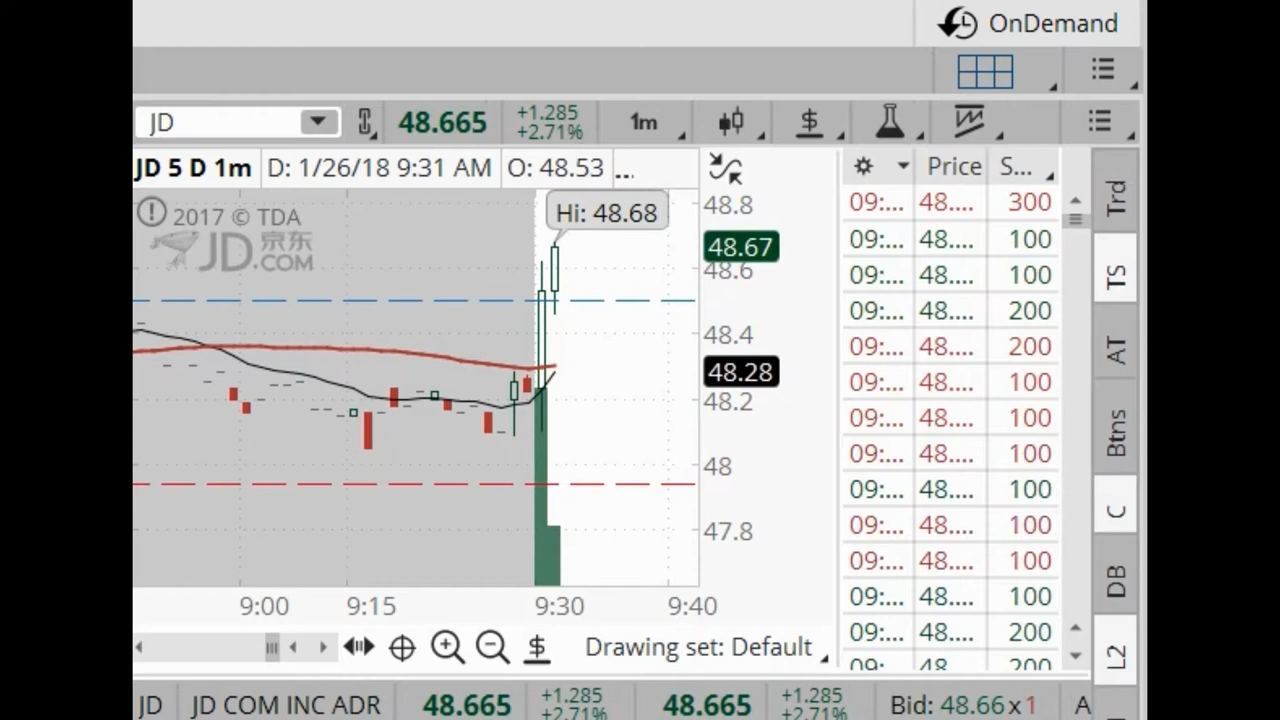 OnDemand
JD 48.665 +1.285 +2.71% 1m $
JD 5 D 1m D: 1/26/18 9:31 AM O: 48.53 ... Price S...
2017 © TDA
JD 京东
.COM
Hi: 48.68
48.8
48.67
48.6
48.4
48.28
48.2
48
47.8
9:00 9:15 9:30 9:40
09:... 48.... 300
09:... 48.... 100
09:... 48.... 100
09:... 48.... 200
09:... 48.... 200
09:... 48.... 100
09:... 48.... 100
09:... 48.... 100
09:... 48.... 100
09:... 48.... 100
09:... 48.... 100
09:... 48.... 100
09:... 48.... 200
09: 48 200
Trd
TS
AT
Btns
C
DB
L2
$ Drawing set: Default
JD JD COM INC ADR 48.665 +1.285 +2.71% 48.665 +1.285 +2.71% Bid: 48.66 x 1 A